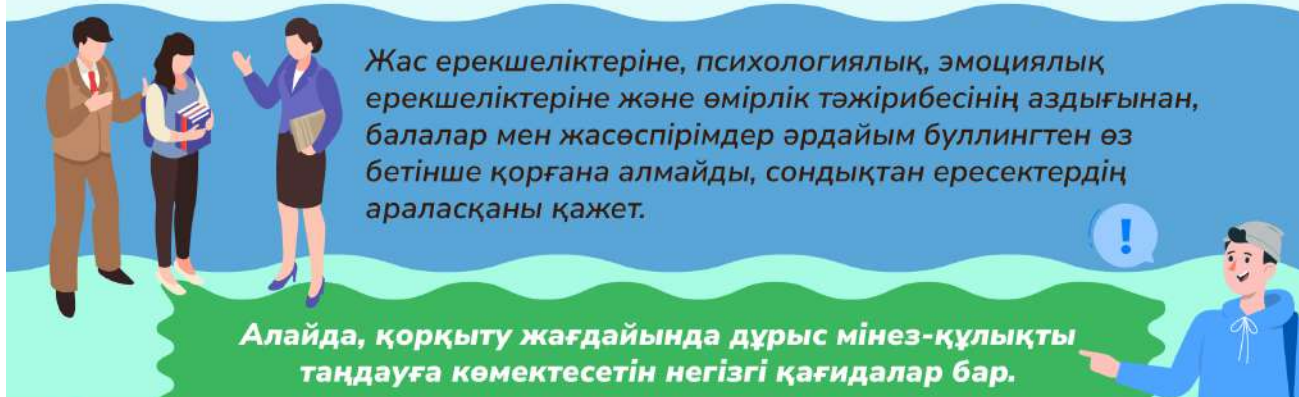 Жас ерекшеліктеріне, психологиялық, эмоциялық
ерекшеліктеріне және өмірлік тәжірибесінің аздығынан,
балалар мен жасөспірімдер әрдайым буллингтен өз
бетінше қорғана алмайды, сондықтан ересектердің
араласқаны қажет.
!
Алайда, қорқыту жағдайында дұрыс мінез-құлықты
таңдауға көмектесетін негізгі қағидалар бар.